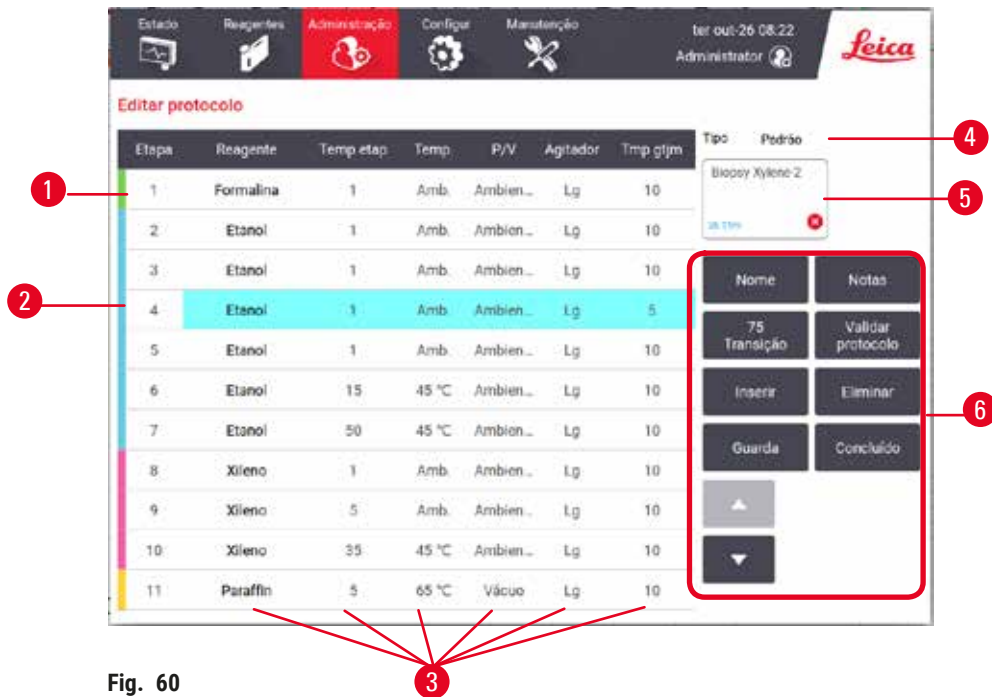 Estado Reagentes Administração Configur Manutenção ter out-26 08:22
Administrator Leica
Editar protocolo
Etapa Reagente Temp etap Temp. P/V Agitador Tmp gtjm
1 Formalina 1 Amb. Ambien... Lg 10
2 Etanol 1 Amb. Ambien... Lg 10
3 Etanol 1 Amb. Ambien... Lg 10
4 Etanol 1 Amb. Ambien... Lg 5
5 Etanol 1 Amb. Ambien... Lg 10
6 Etanol 15 45 °C Ambien... Lg 10
7 Etanol 50 45 °C Ambien... Lg 10
8 Xileno 1 Amb. Ambien... Lg 10
9 Xileno 5 Amb. Ambien... Lg 10
10 Xileno 35 45 °C Ambien... Lg 10
11 Paraffin 5 65 °C Vácuo Lg 10
Tipo Padrão
Biopsy Xylene-2
Nome Notas
75
Transição
Validar
protocolo
Inserir Eliminar
Guarda Concluído
1
2
3
4
5
6
Fig. 60